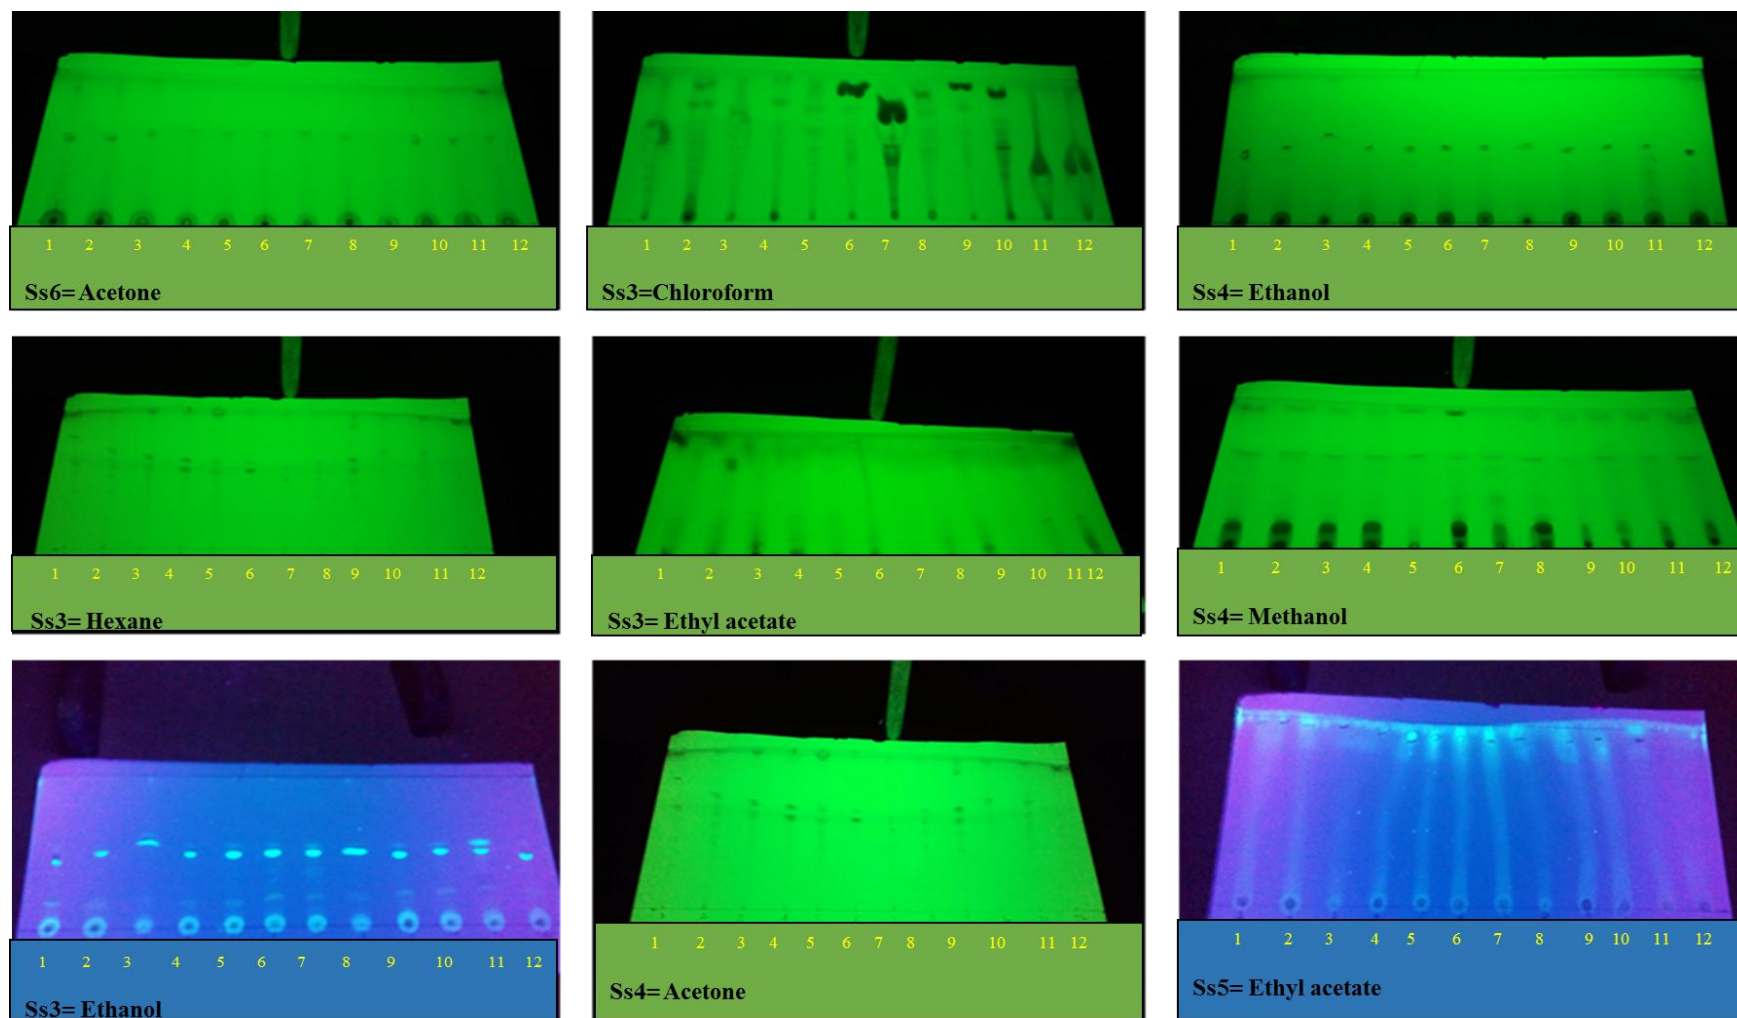 1 2 3 4 5 6 7 8 9 10 11 12
Ss6= Acetone
1 2 3 4 5 6 7 8 9 10 11 12
Ss3=Chloroform
1 2 3 4 5 6 7 8 9 10 11 12
Ss4= Ethanol
1 2 3 4 5 6 7 8 9 10 11 12
Ss3= Hexane
1 2 3 4 5 6 7 8 9 10 11 12
Ss3= Ethyl acetate
1 2 3 4 5 6 7 8 9 10 11 12
Ss4= Methanol
1 2 3 4 5 6 7 8 9 10 11 12
Ss3= Ethanol
1 2 3 4 5 6 7 8 9 10 11 12
Ss4= Acetone
1 2 3 4 5 6 7 8 9 10 11 12
Ss5= Ethyl acetate